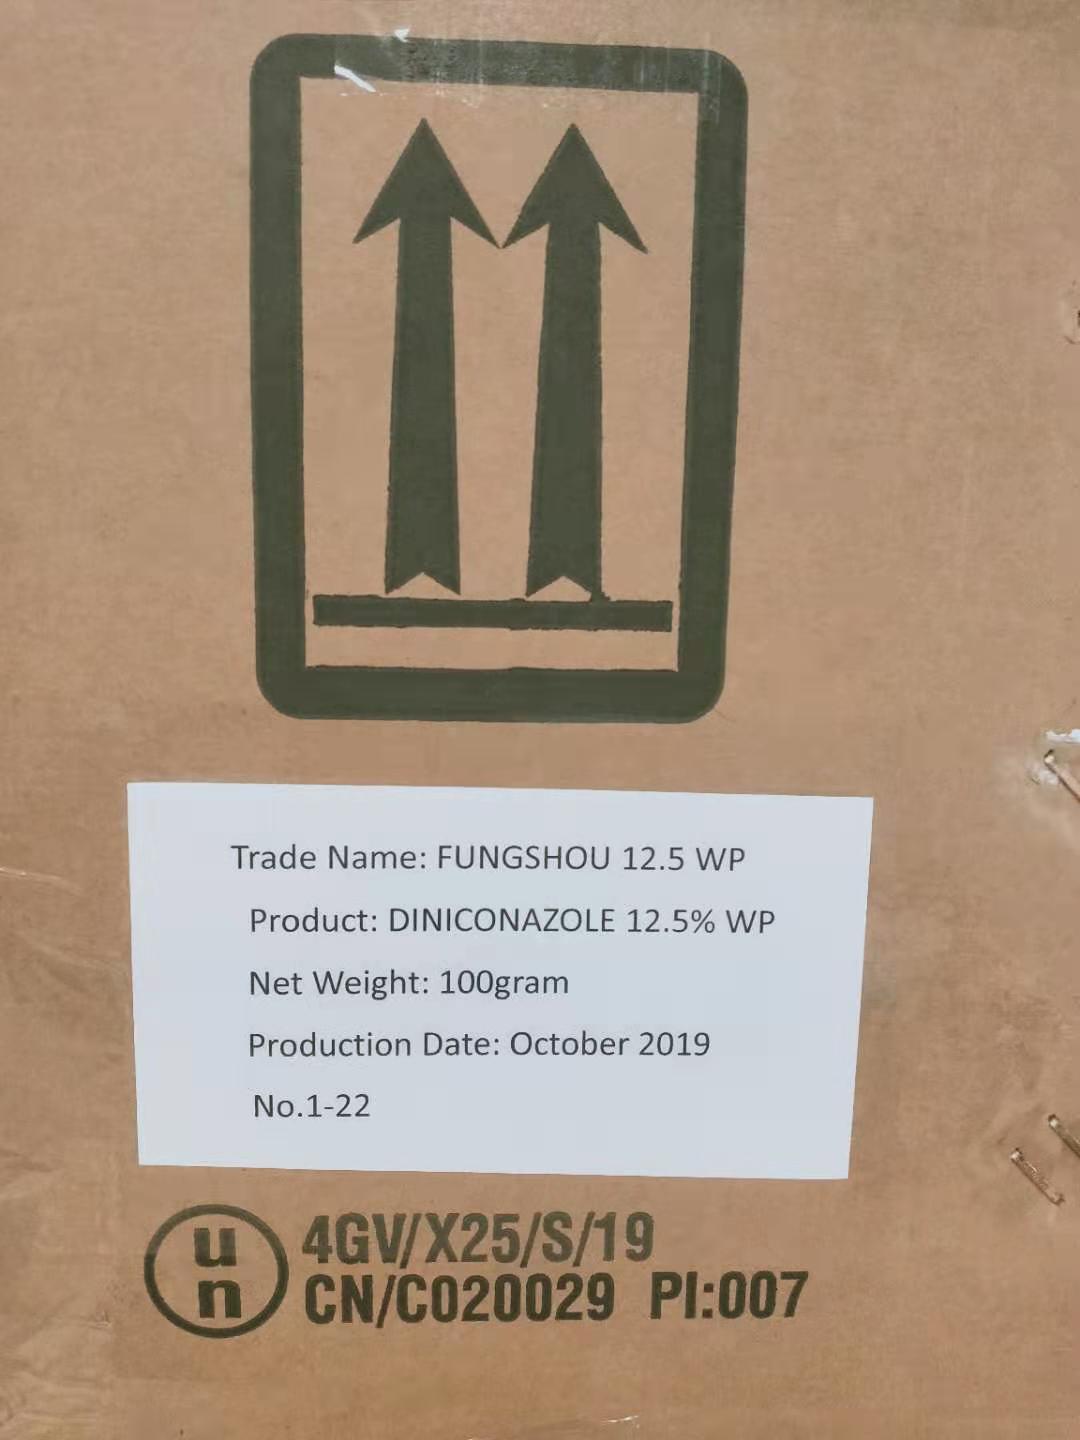 Trade Name: FUNGSHOU 12.5 WP
Product: DINICONAZOLE 12.5% WP
Net Weight: 100gram
Production Date: October 2019
No.1-22
un
4GV/X25/S/19
CN/C020029 PI:007